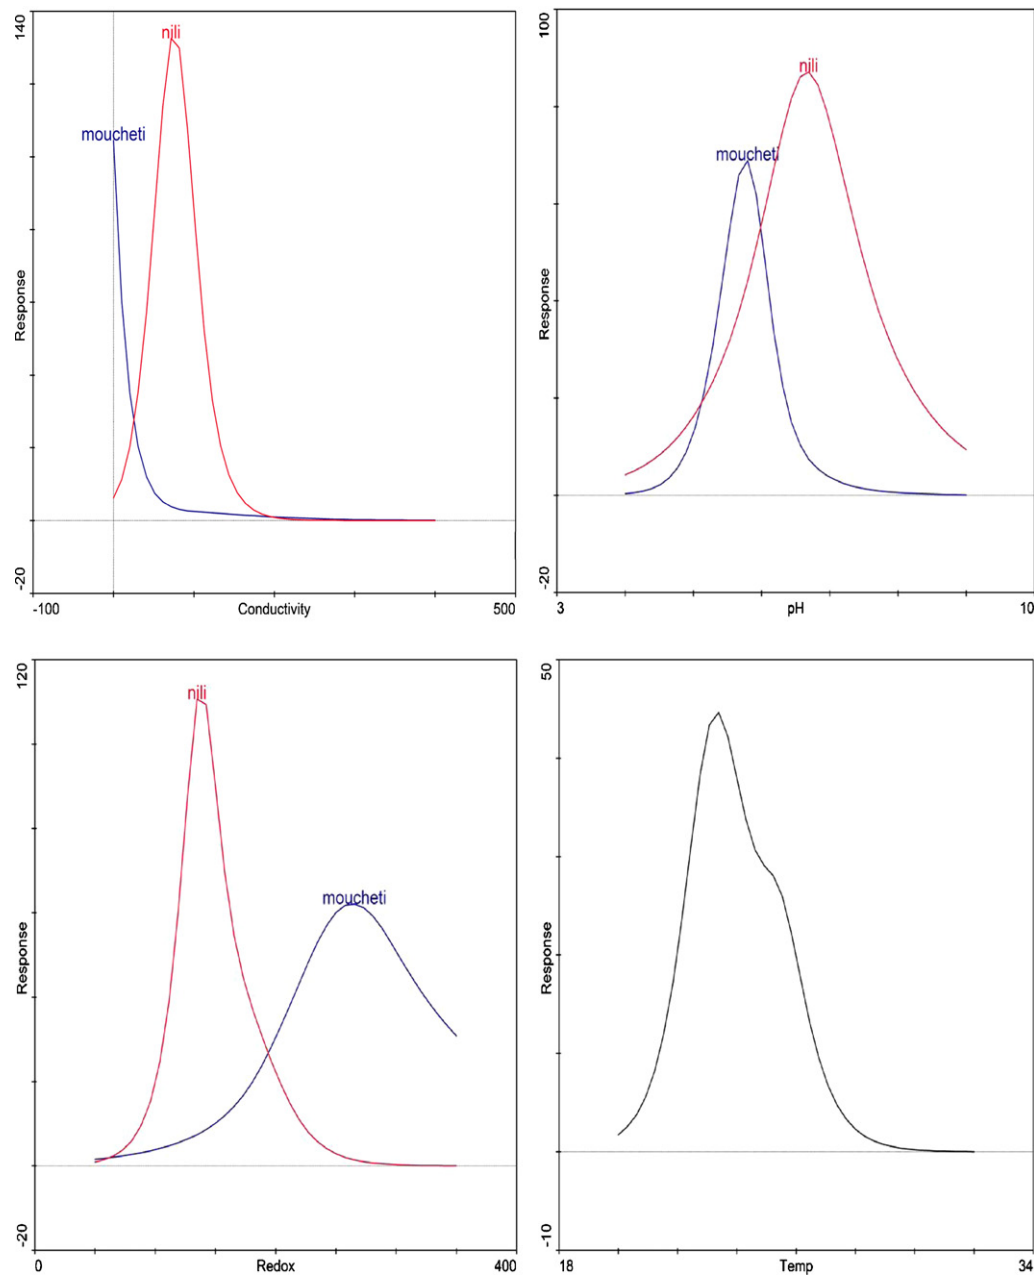 140
nili
moucheti
Response
-20
-100
Conductivity
500
100
nili
moucheti
Response
-20
3
pH
10
120
nili
moucheti
Response
-20
0
Redox
400
50
Response
-10
18
Temp
34